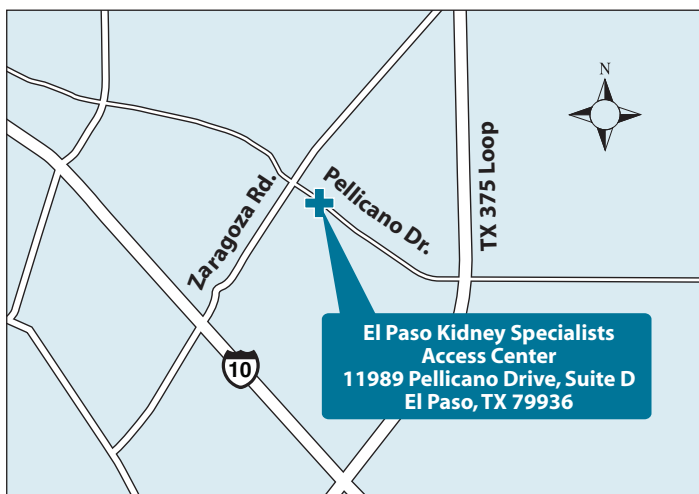 N
Zaragoza Rd.
Pellicano Dr.
TX 375 Loop
10
El Paso Kidney Specialists
Access Center
11989 Pellicano Drive, Suite D
El Paso, TX 79936